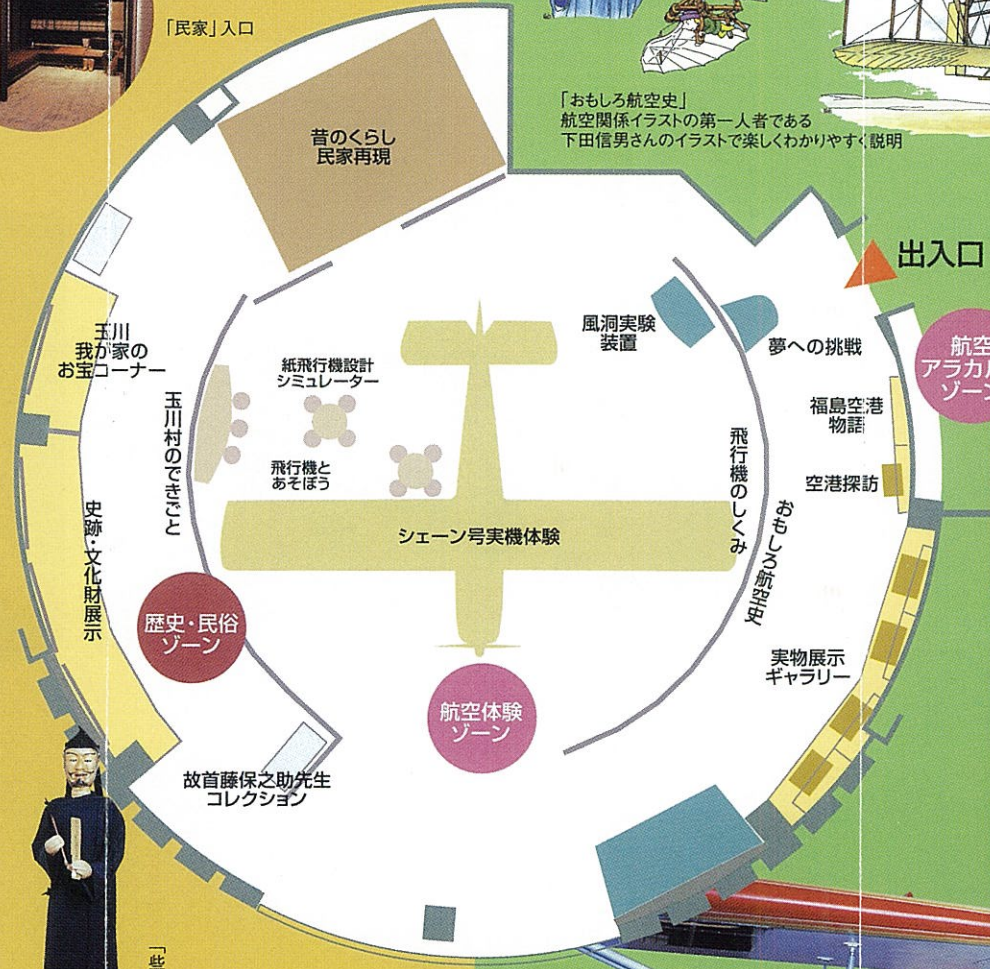 「民家」入口
「おもしろ航空史」
航空関係イラストの第一人者である
下田信男さんのイラストで楽しくわかりやすく説明
昔のくらし
民家再現
出入口
玉川
我が家の
お宝コーナー
紙飛行機設計
シミュレーター
風洞実験
装置
夢への挑戦
航空
アラカル
ゾーン
玉川村のできごと
飛行機と
あそぼう
福島空港
物語
空港探訪
飛行機のしくみ
おもしろ航空史
シェーン号実機体験
史跡・文化財展示
歴史・民俗
ゾーン
航空体験
ゾーン
実物展示
ギャラリー
故首藤保之助先生
コレクション